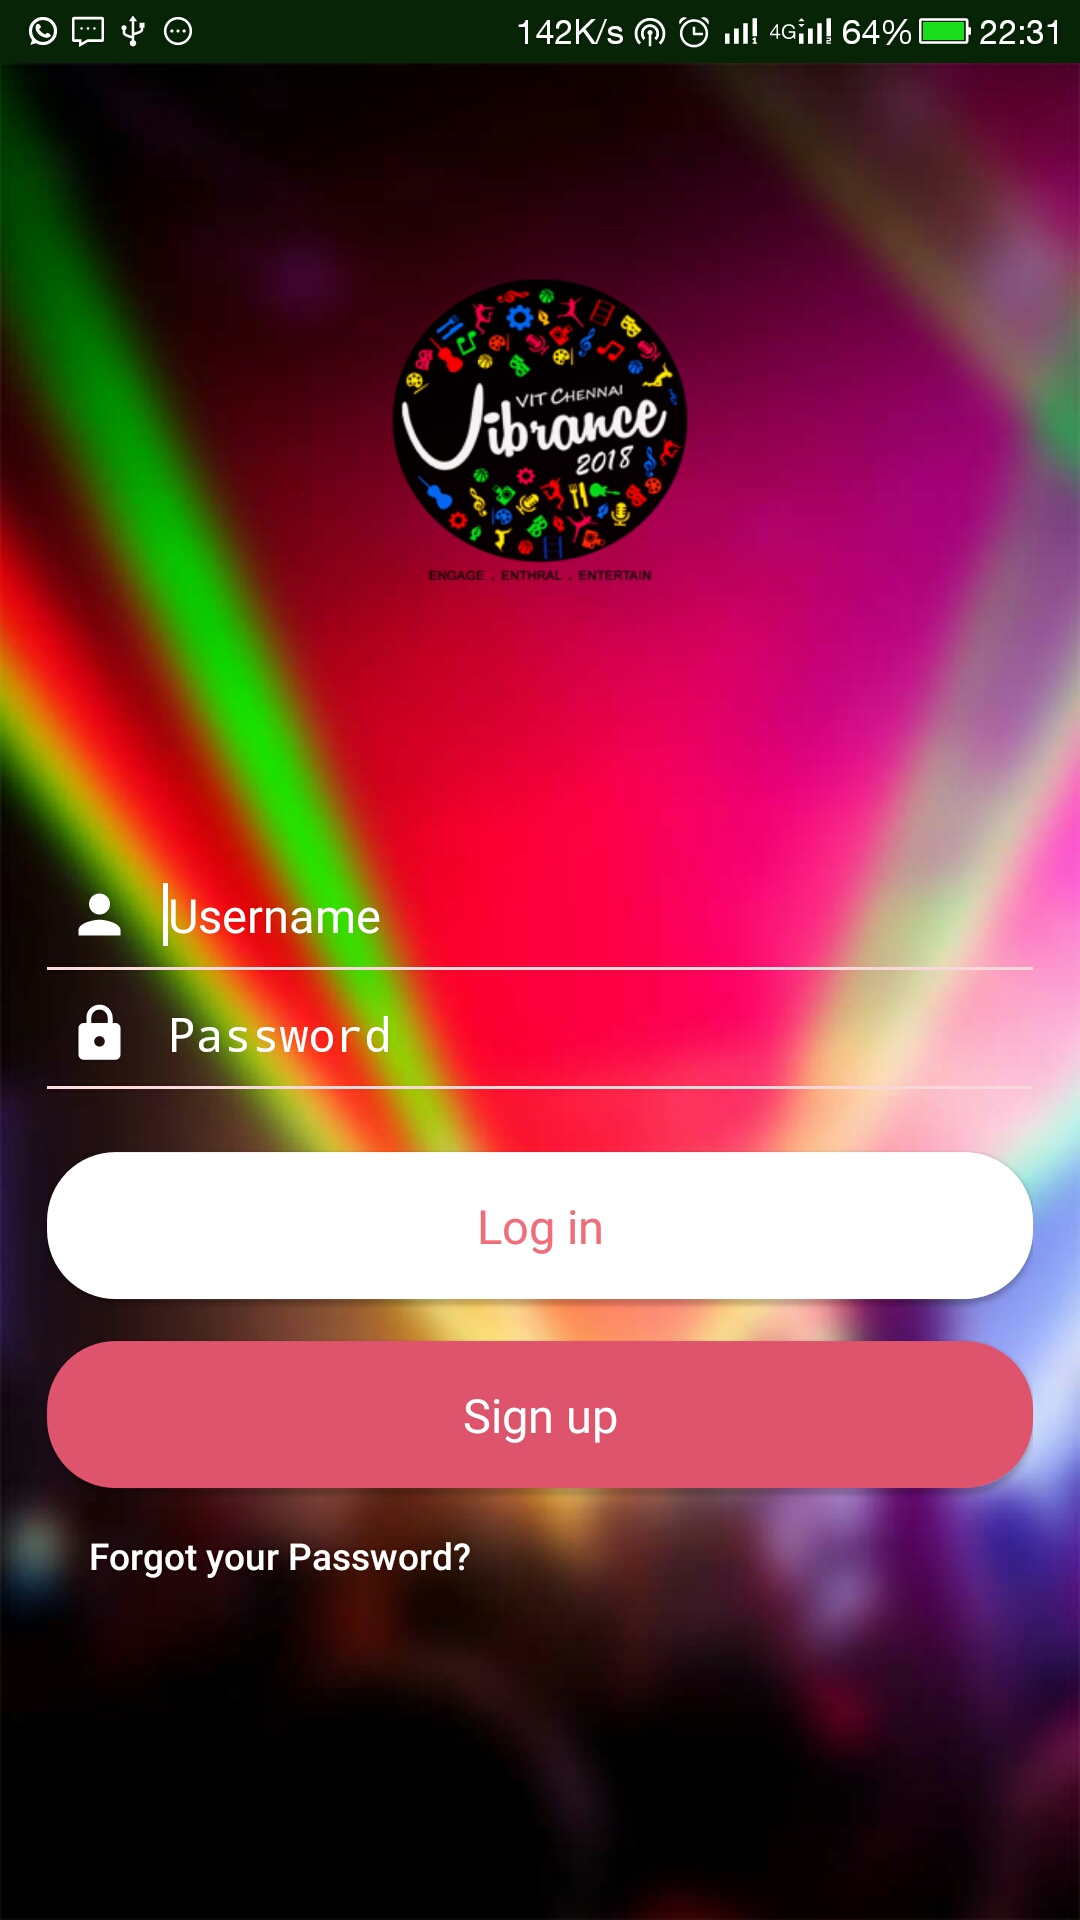 142K/s 4G 64% 22:31
VIT CHENNAI
Vibrance
2018
ENGAGE . ENTHRAL . ENTERTAIN
Username
Password
Log in
Sign up
Forgot your Password?